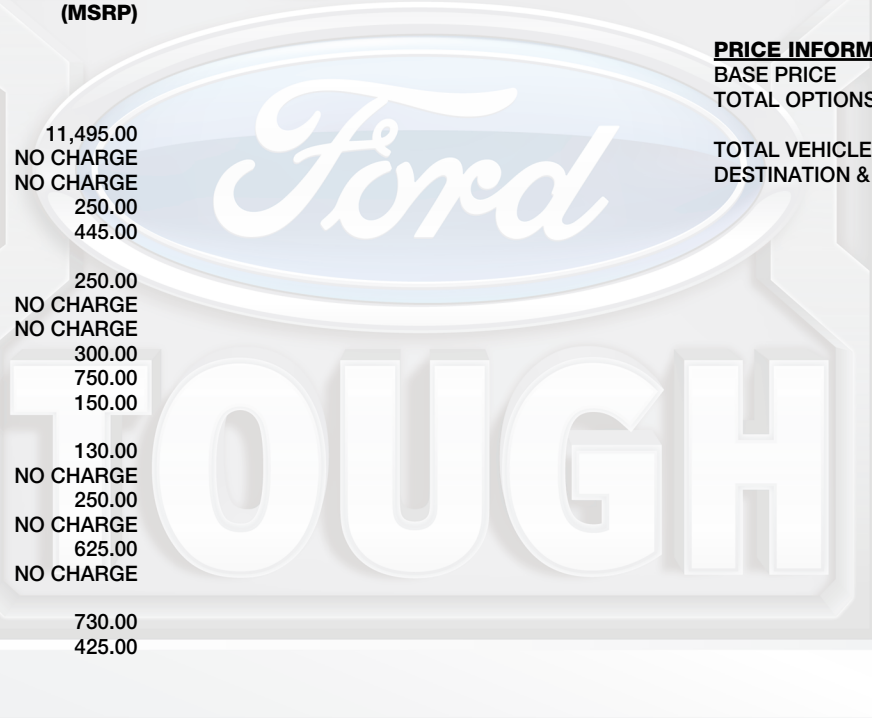 (MSRP)
11,495.00
NO CHARGE
NO CHARGE
250.00
445.00
250.00
NO CHARGE
NO CHARGE
300.00
750.00
150.00
130.00
NO CHARGE
250.00
NO CHARGE
625.00
NO CHARGE
730.00
425.00
PRICE INFORM
BASE PRICE
TOTAL OPTIONS
TOTAL VEHICLE
DESTINATION &
Ford
TOUGH